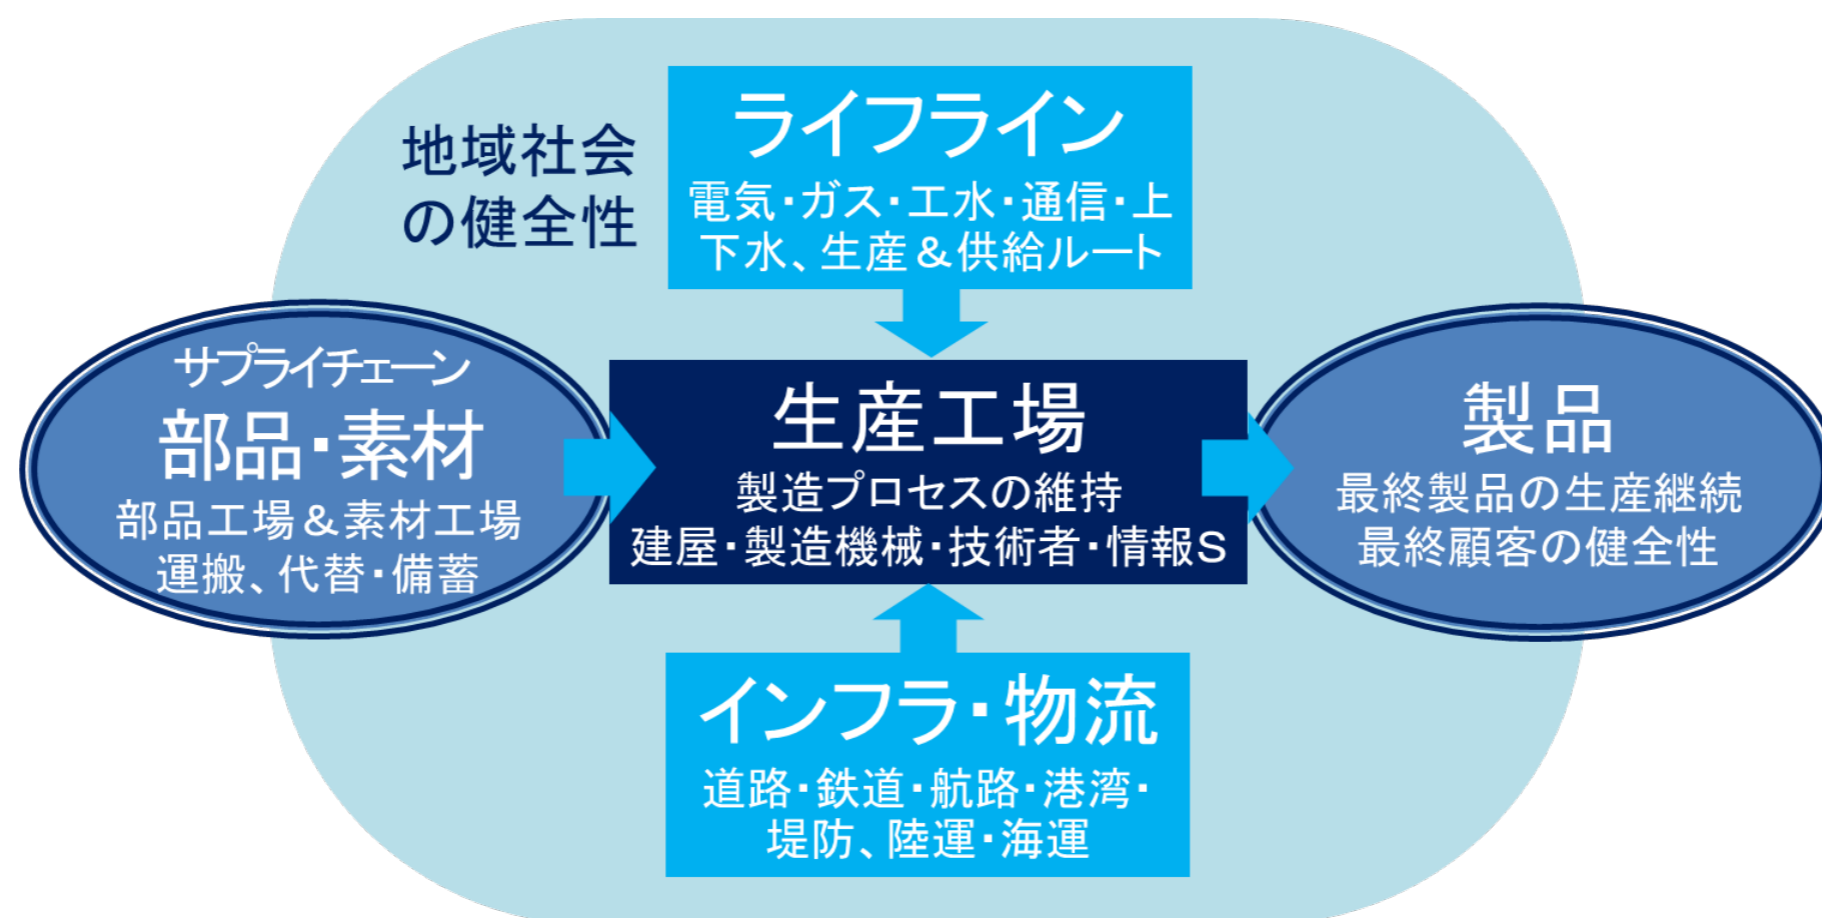 地域社会
の健全性
ライフライン
電気・ガス・工水・通信・上
下水、生産＆供給ルート
サプライチェーン
部品・素材
部品工場＆素材工場
運搬、代替・備蓄
生産工場
製造プロセスの維持
建屋・製造機械・技術者・情報S
製品
最終製品の生産継続
最終顧客の健全性
インフラ・物流
道路・鉄道・航路・港湾・
堤防、陸運・海運